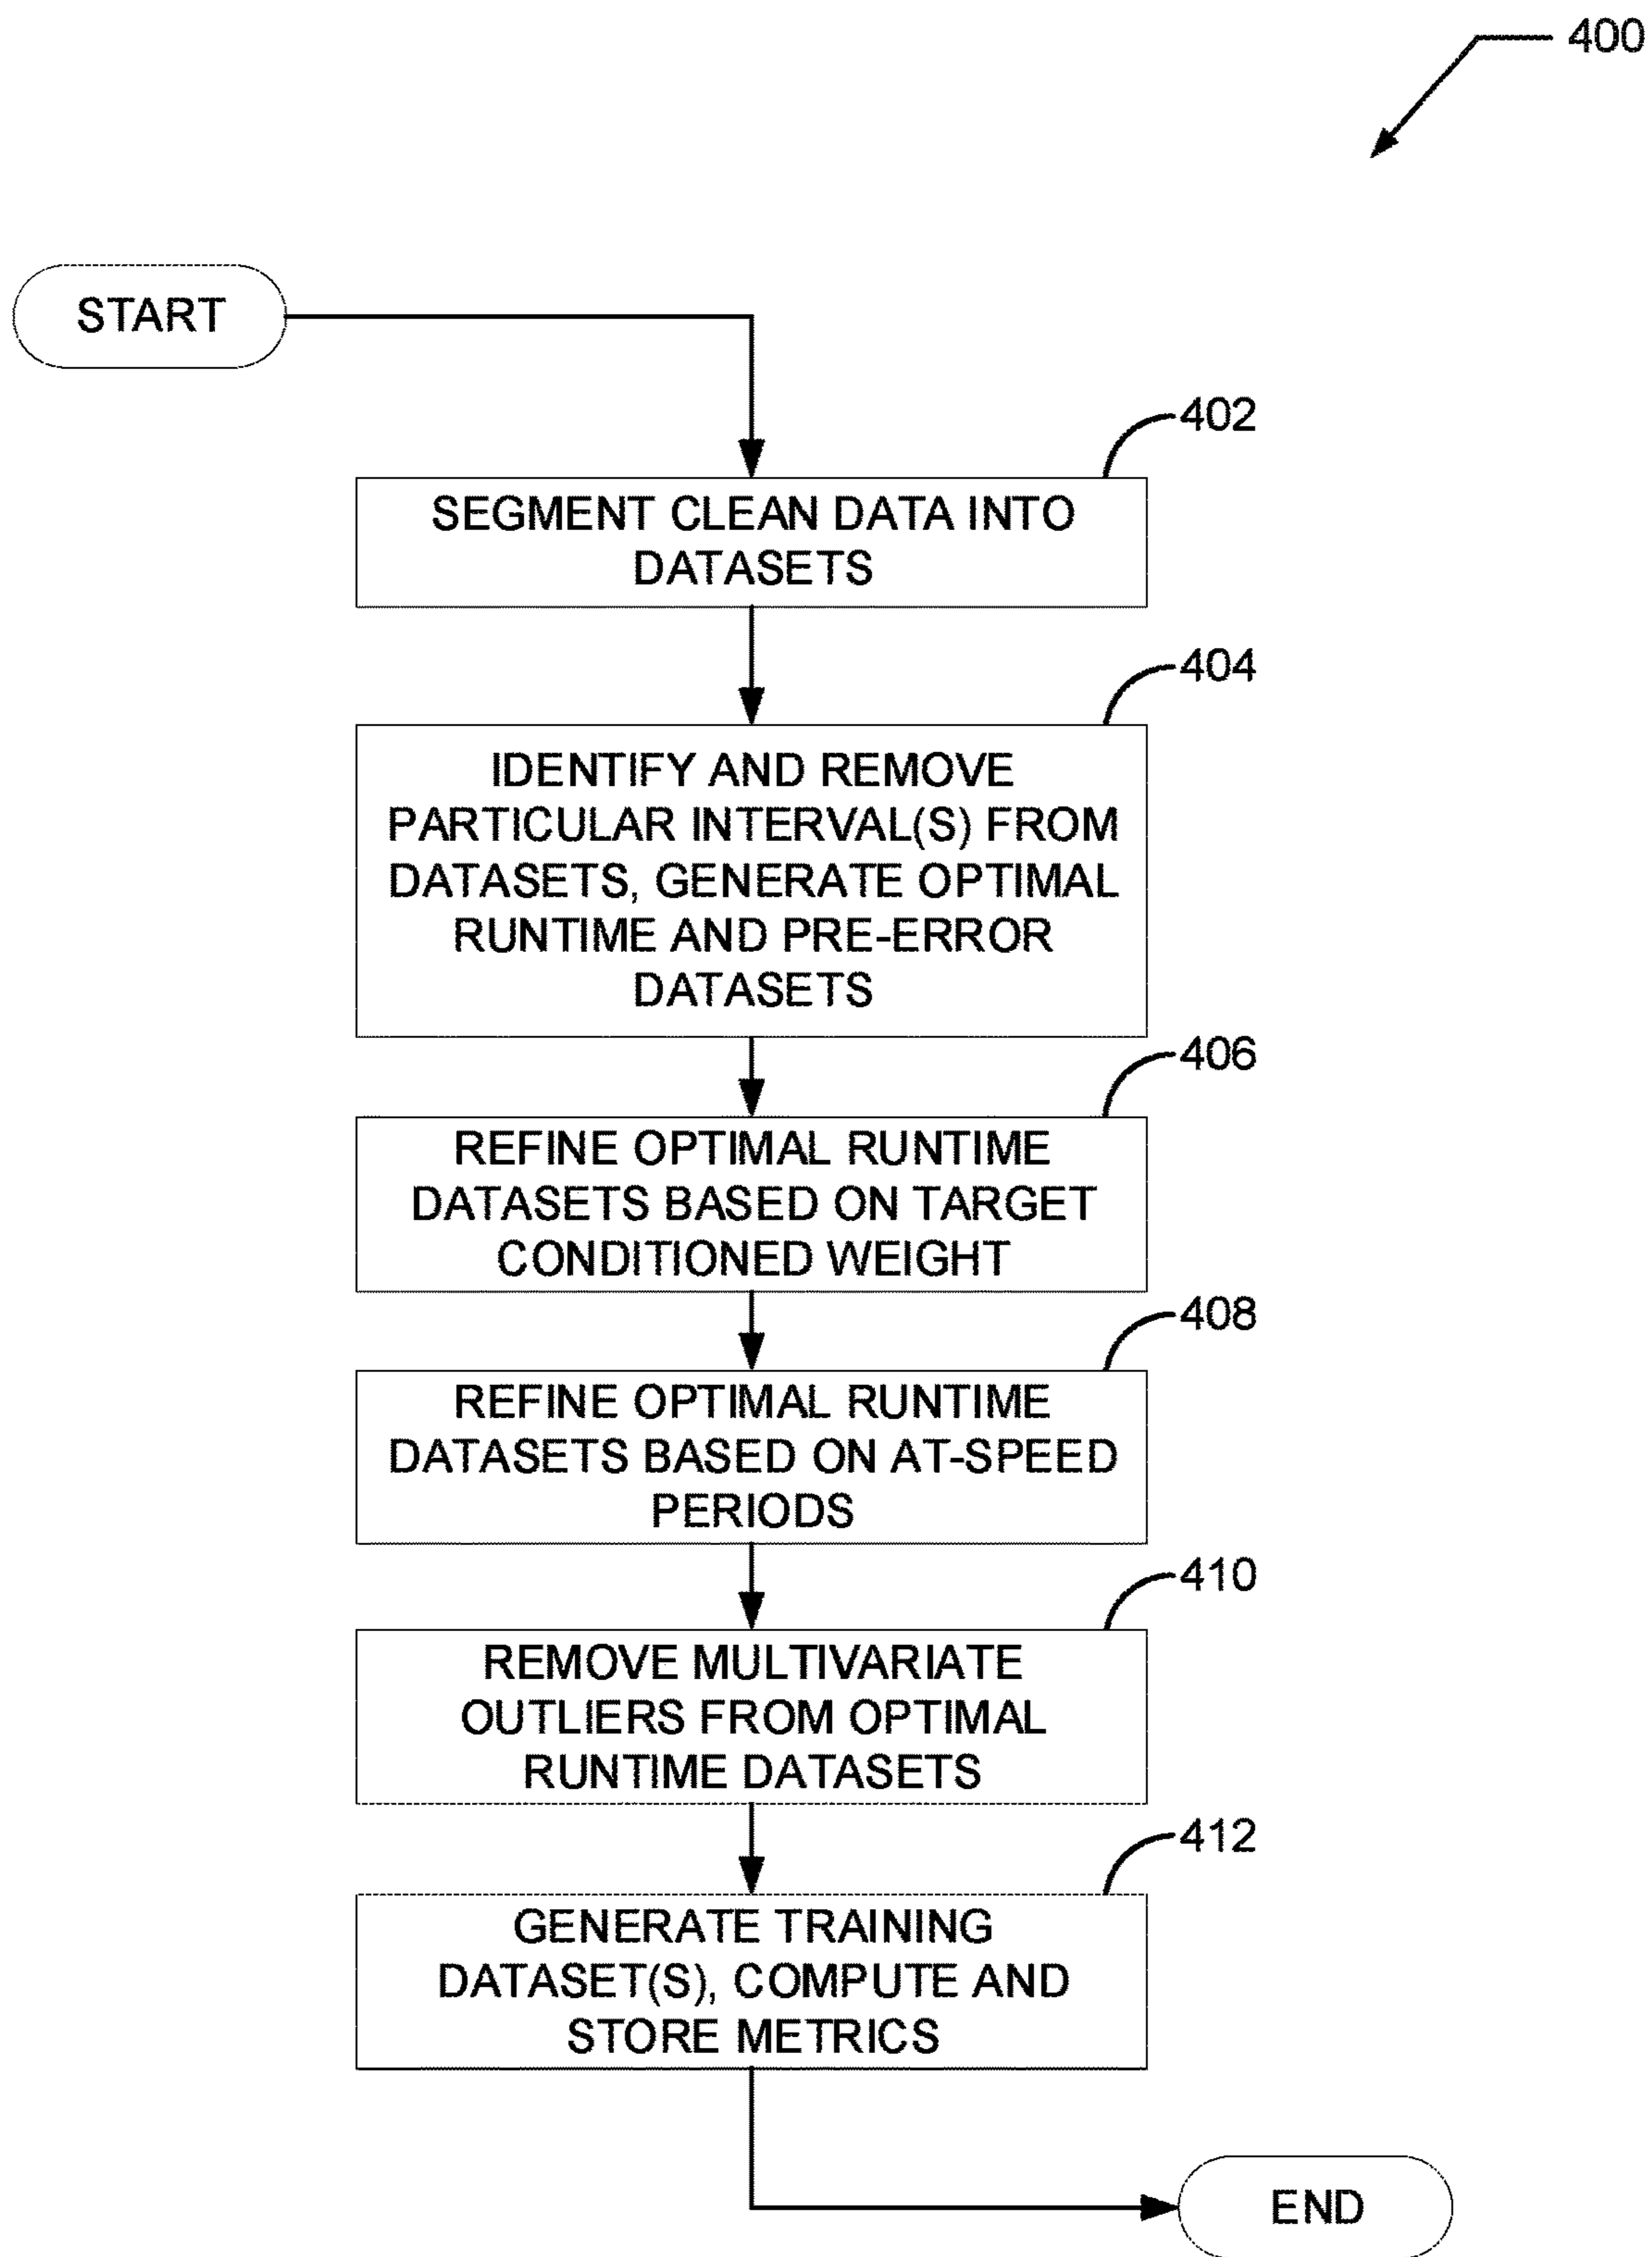 400
START
402
SEGMENT CLEAN DATA INTO
DATASETS
404
IDENTIFY AND REMOVE
PARTICULAR INTERVAL(S) FROM
DATASETS, GENERATE OPTIMAL
RUNTIME AND PRE-ERROR
DATASETS
406
REFINE OPTIMAL RUNTIME
DATASETS BASED ON TARGET
CONDITIONED WEIGHT
408
REFINE OPTIMAL RUNTIME
DATASETS BASED ON AT-SPEED
PERIODS
410
REMOVE MULTIVARIATE
OUTLIERS FROM OPTIMAL
RUNTIME DATASETS
412
GENERATE TRAINING
DATASET(S), COMPUTE AND
STORE METRICS
END